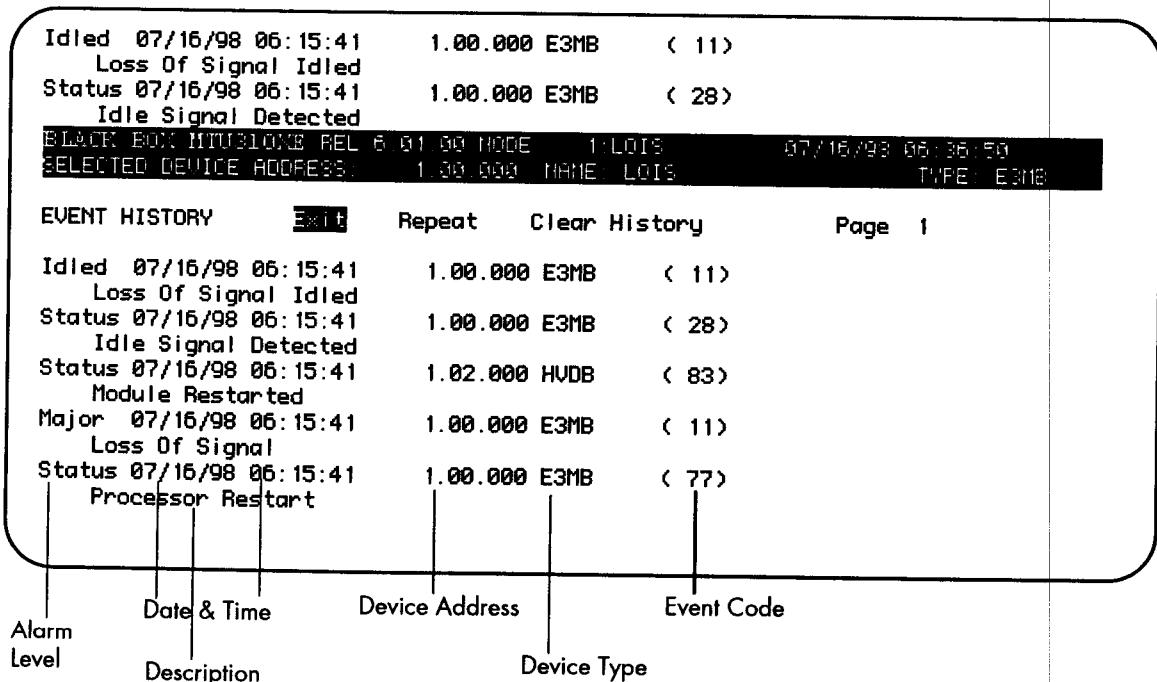 Idled 07/16/98 06:15:41 1.00.000 E3MB ( 11)
Loss Of Signal Idled
Status 07/16/98 06:15:41 1.00.000 E3MB ( 28)
Idle Signal Detected
BLACK BOX REL 6.01.00 NODE 1:LOIS 07/16/98 06:36:50
SELECTED DEVICE ADDRESS: 1.00.000 NAME: LOIS TYPE: E3MB
EVENT HISTORY Exit Repeat Clear History Page 1
Idled 07/16/98 06:15:41 1.00.000 E3MB ( 11)
Loss Of Signal Idled
Status 07/16/98 06:15:41 1.00.000 E3MB ( 28)
Idle Signal Detected
Status 07/16/98 06:15:41 1.02.000 HVDB ( 83)
Module Restarted
Major 07/16/98 06:15:41 1.00.000 E3MB ( 11)
Loss Of Signal
Status 07/16/98 06:15:41 1.00.000 E3MB ( 77)
Processor Restart
Alarm Level
Date & Time
Description
Device Address
Device Type
Event Code